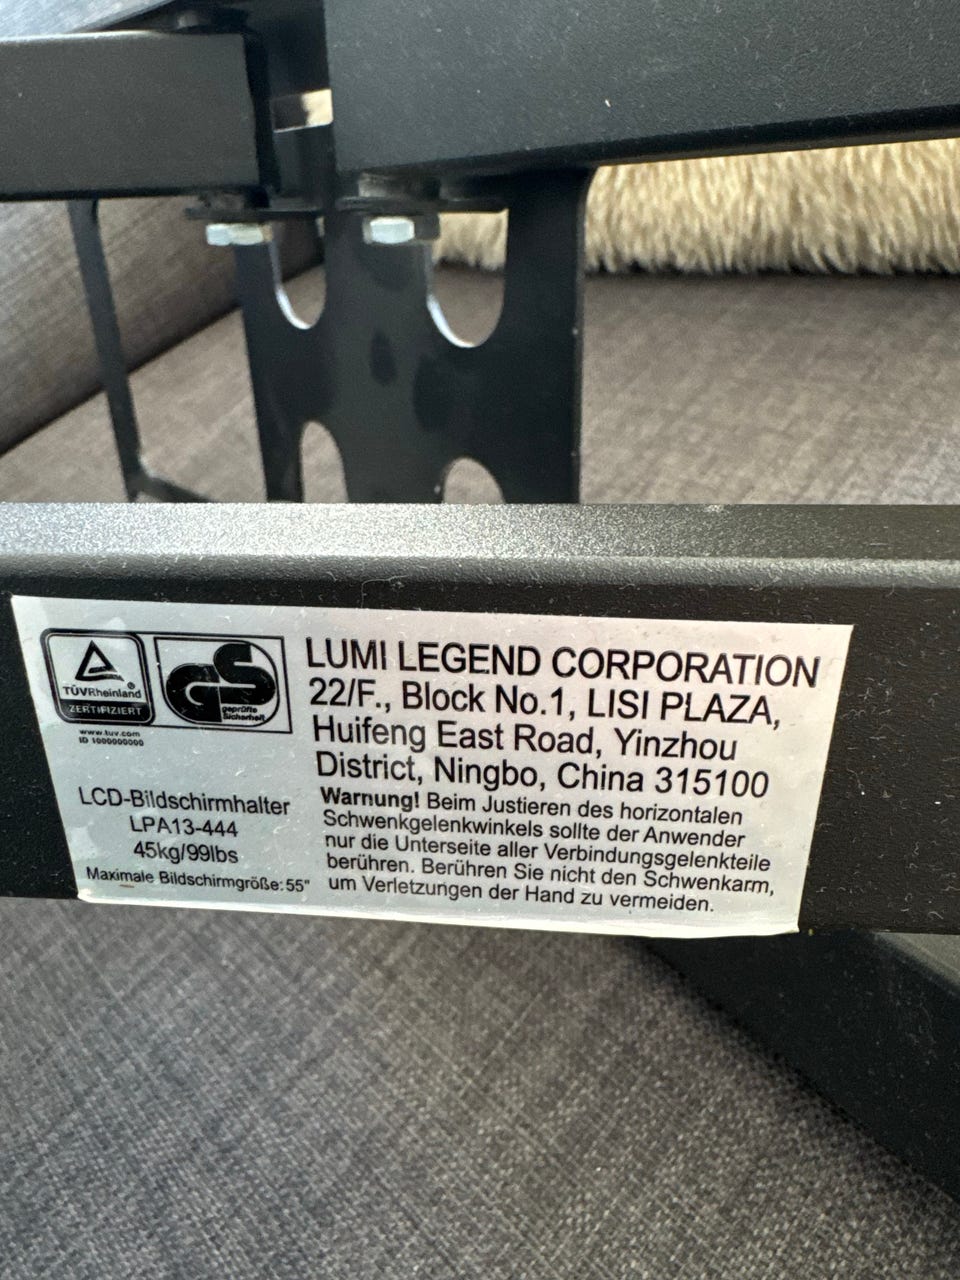 TÜVRheinland®
ZERTIFIZIERT
www.tuv.com
ID 1000000000
GS
geprüfte
Sicherheit
LCD-Bildschirmhalter
LPA13-444
45kg/99lbs
Maximale Bildschirmgröße: 55"
LUMI LEGEND CORPORATION
22/F., Block No.1, LISI PLAZA,
Huifeng East Road, Yinzhou
District, Ningbo, China 315100
Warnung! Beim Justieren des horizontalen
Schwenkgelenkwinkels sollte der Anwender
nur die Unterseite aller Verbindungsgelenkteile
berühren. Berühren Sie nicht den Schwenkarm,
um Verletzungen der Hand zu vermeiden.